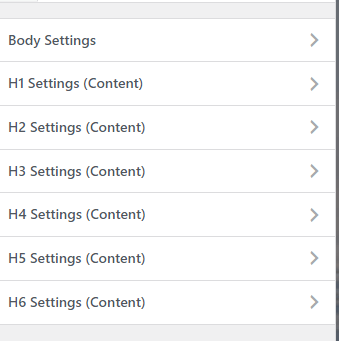 Body Settings
H1 Settings (Content)
H2 Settings (Content)
H3 Settings (Content)
H4 Settings (Content)
H5 Settings (Content)
H6 Settings (Content)